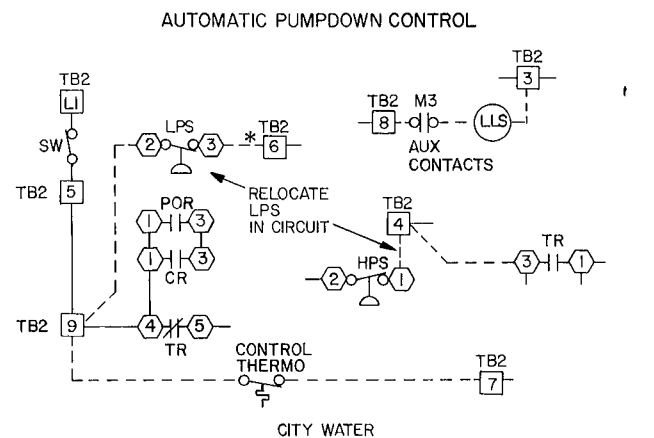 AUTOMATIC PUMPDOWN CONTROL
TB2
L1
SW
TB2 5
TB2 9
LPS
2 3 * TB2
6
POR
1 3
1 3
CR
4 5
TR
RELOCATE
LPS
IN CIRCUIT
TB2
3
TB2 M3
8 LLS
AUX
CONTACTS
TB2
4
HPS
2 1
TR
3 1
CONTROL
THERMO
TB2
7
CITY WATER